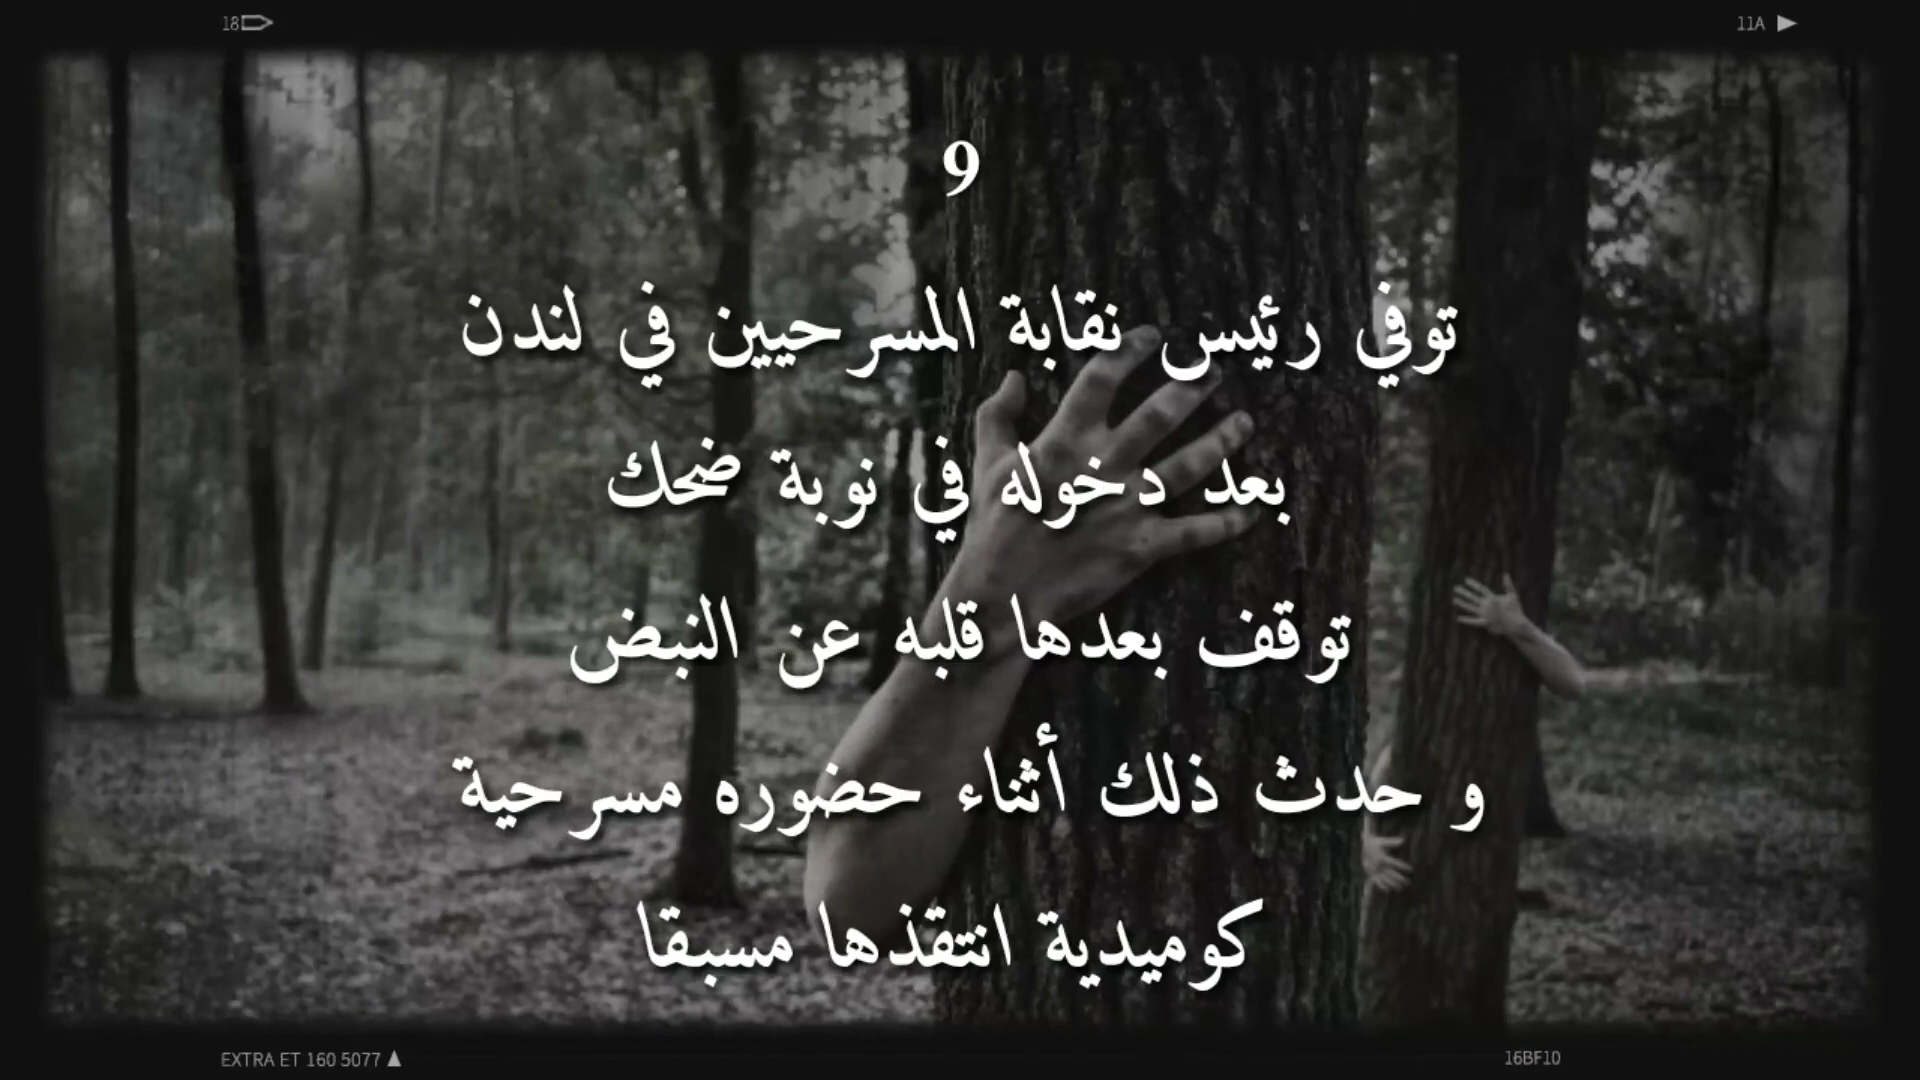 18
11A
9
توفي رئيس نقابة المسرحيين في لندن
بعد دخوله في نوبة ضحك
توقف بعدها قلبه عن النبض
و حدث ذلك أثناء حضوره مسرحية
كوميدية انتقذها مسبقا
EXTRA ET 160 5077
16BF10